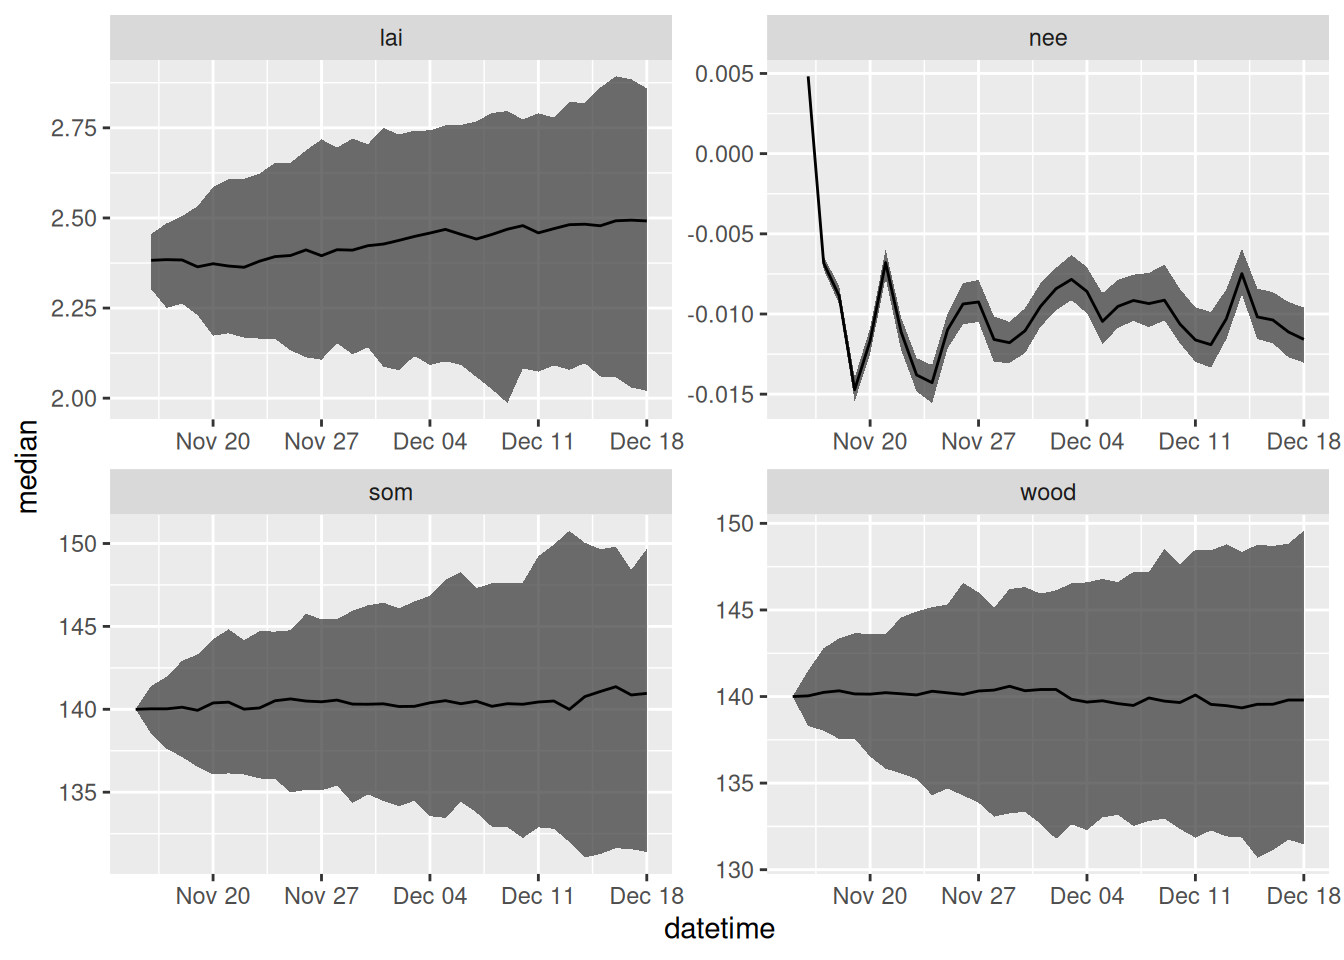 lai
2.75
2.50
2.25
2.00
Nov 20 Nov 27 Dec 04 Dec 11 Dec 18
nee
0.005
0.000
-0.005
-0.010
-0.015
Nov 20 Nov 27 Dec 04 Dec 11 Dec 18
som
150
145
140
135
Nov 20 Nov 27 Dec 04 Dec 11 Dec 18
wood
150
145
140
135
130
Nov 20 Nov 27 Dec 04 Dec 11 Dec 18
median
datetime